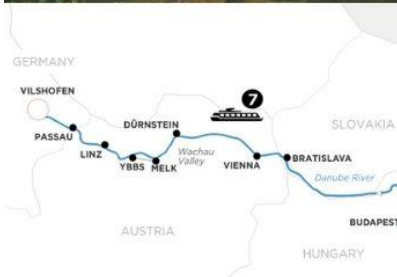 GERMANY
VILSHOFEN
PASSAU
LINZ
YBBS
MELK
DÜRNSTEIN
Wachau
Valley
7
VIENNA
BRATISLAVA
SLOVAKIA
Danube River
BUDAPEST
AUSTRIA
HUNGARY